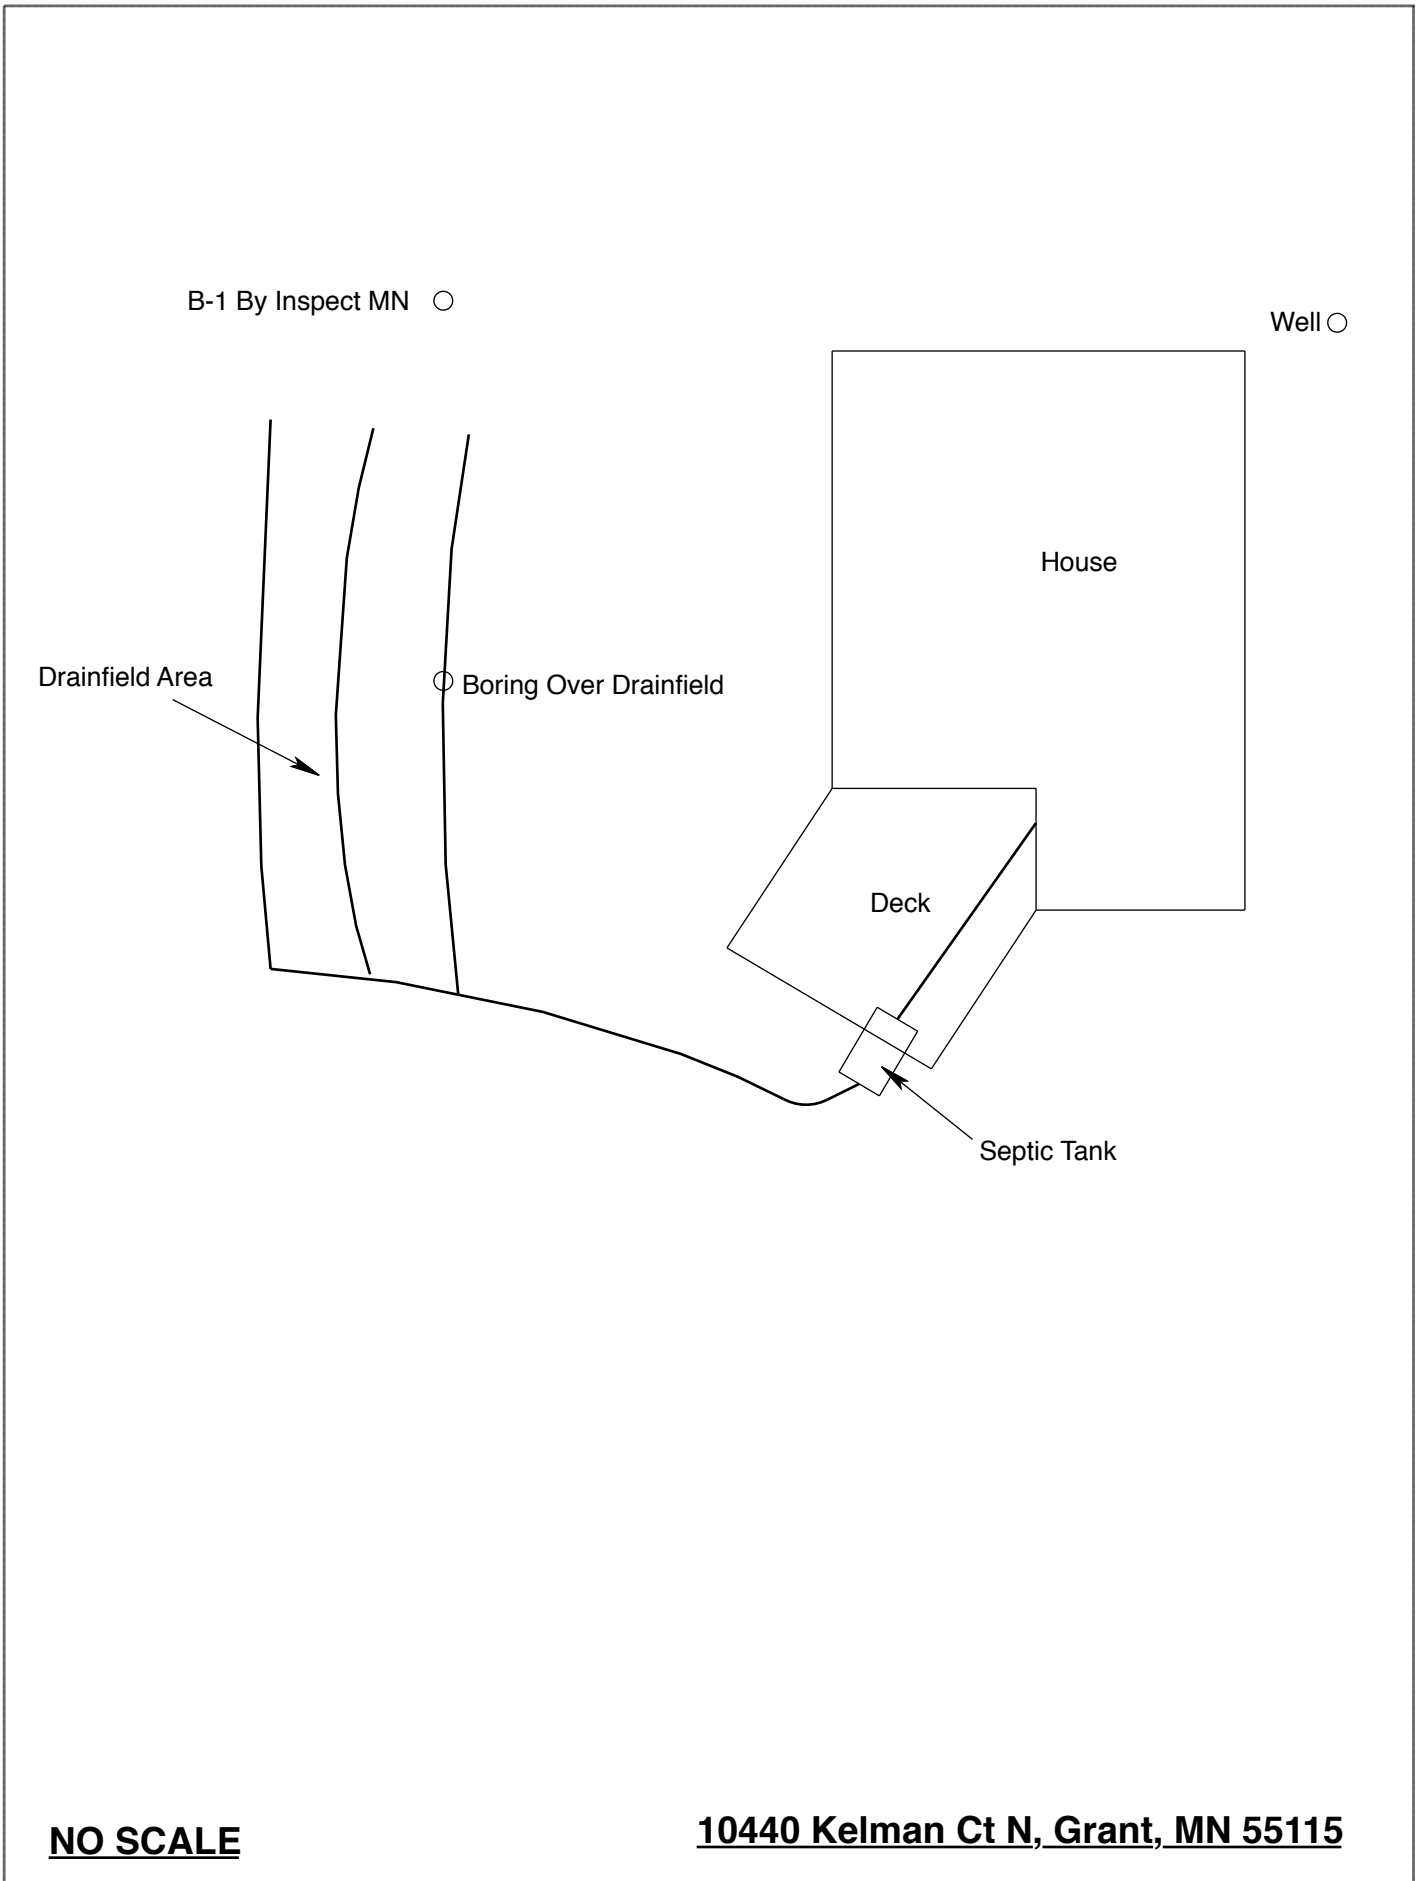 B-1 By Inspect MN
Well
House
Drainfield Area
Boring Over Drainfield
Deck
Septic Tank
NO SCALE
10440 Kelman Ct N, Grant, MN 55115